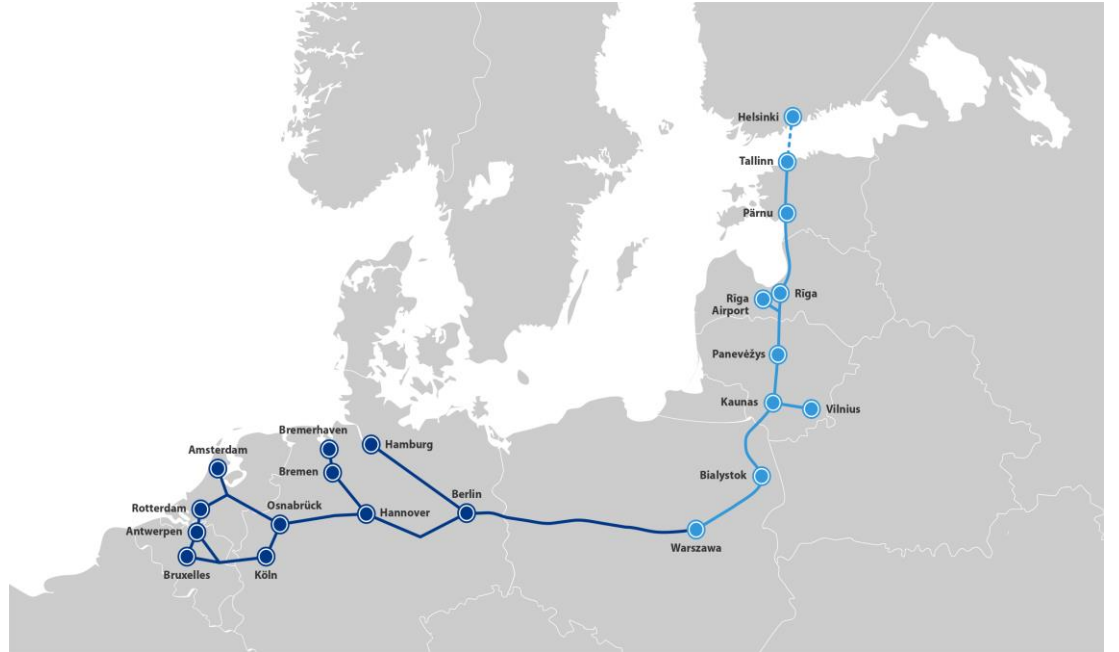 Helsinki
Tallinn
Pärnu
Rīga
Rīga
Airport
Panevėžys
Kaunas
Vilnius
Bremerhaven
Hamburg
Amsterdam
Bremen
Bialystok
Berlin
Rotterdam
Osnabrück
Hannover
Antwerpen
Warszawa
Bruxelles
Köln